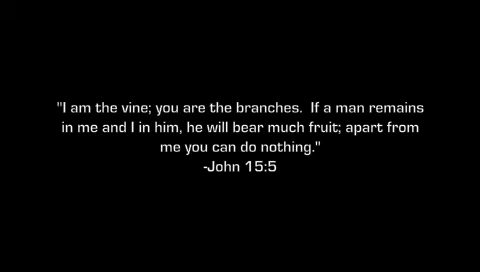 "I am the vine; you are the branches.  If a man remains
in me and I in him, he will bear much fruit; apart from
me you can do nothing."
-John 15:5